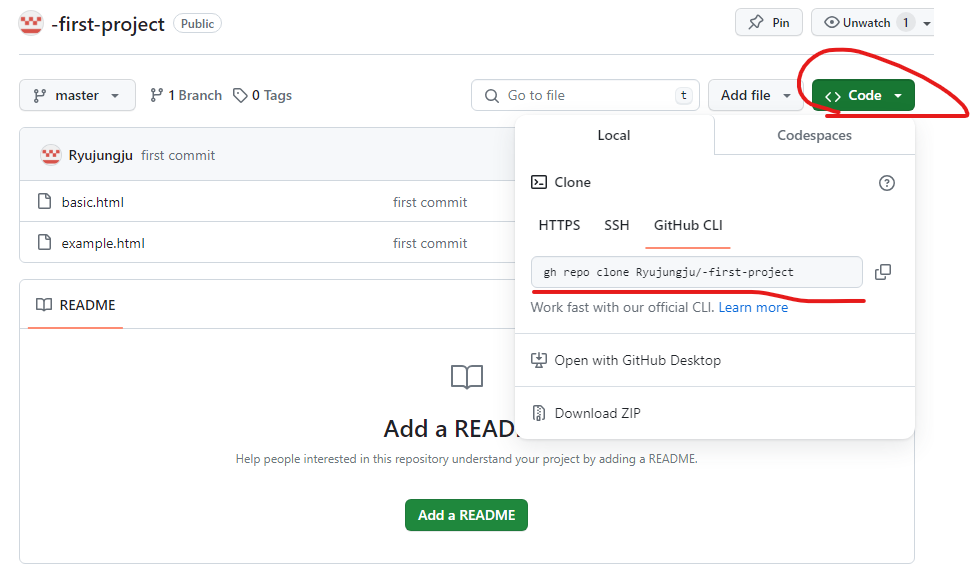 -first-project Public Pin Unwatch 1
master 1 Branch 0 Tags Go to file t Add file <> Code
Local Codespaces
Ryujungju first commit
Clone
basic.html first commit
HTTPS SSH GitHub CLI
example.html first commit
gh repo clone Ryujungju/-first-project
Work fast with our official CLI. Learn more
README
Open with GitHub Desktop
Download ZIP
Add a READ
Help people interested in this repository understand your project by adding a README.
Add a README